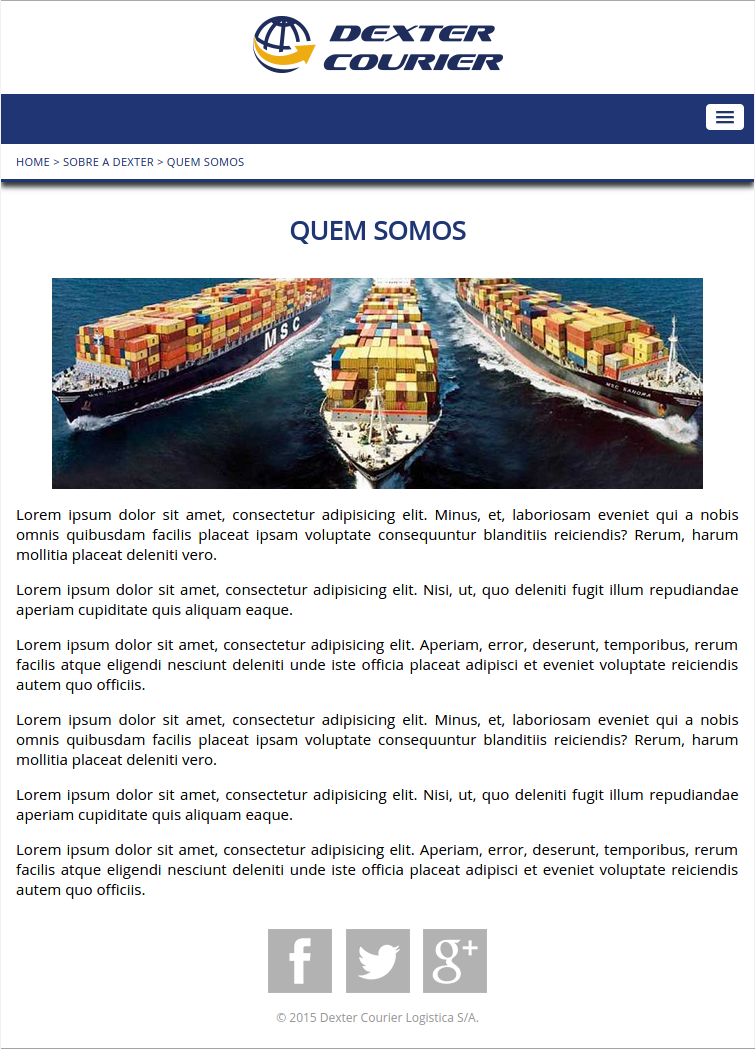 DEXTER
COURIER
HOME > SOBRE A DEXTER > QUEM SOMOS
QUEM SOMOS
MSC
MSC
MSC SANDRA
Lorem ipsum dolor sit amet, consectetur adipisicing elit. Minus, et, laboriosam eveniet qui a nobis
omnis quibusdam facilis placeat ipsam voluptate consequuntur blanditiis reiciendis? Rerum, harum
mollitia placeat deleniti vero.
Lorem ipsum dolor sit amet, consectetur adipisicing elit. Nisi, ut, quo deleniti fugit illum repudiandae
aperiam cupiditate quis aliquam eaque.
Lorem ipsum dolor sit amet, consectetur adipisicing elit. Aperiam, error, deserunt, temporibus, rerum
facilis atque eligendi nesciunt deleniti unde iste officia placeat adipisci et eveniet voluptate reiciendis
autem quo officiis.
Lorem ipsum dolor sit amet, consectetur adipisicing elit. Minus, et, laboriosam eveniet qui a nobis
omnis quibusdam facilis placeat ipsam voluptate consequuntur blanditiis reiciendis? Rerum, harum
mollitia placeat deleniti vero.
Lorem ipsum dolor sit amet, consectetur adipisicing elit. Nisi, ut, quo deleniti fugit illum repudiandae
aperiam cupiditate quis aliquam eaque.
Lorem ipsum dolor sit amet, consectetur adipisicing elit. Aperiam, error, deserunt, temporibus, rerum
facilis atque eligendi nesciunt deleniti unde iste officia placeat adipisci et eveniet voluptate reiciendis
autem quo officiis.
f g+
© 2015 Dexter Courier Logistica S/A.